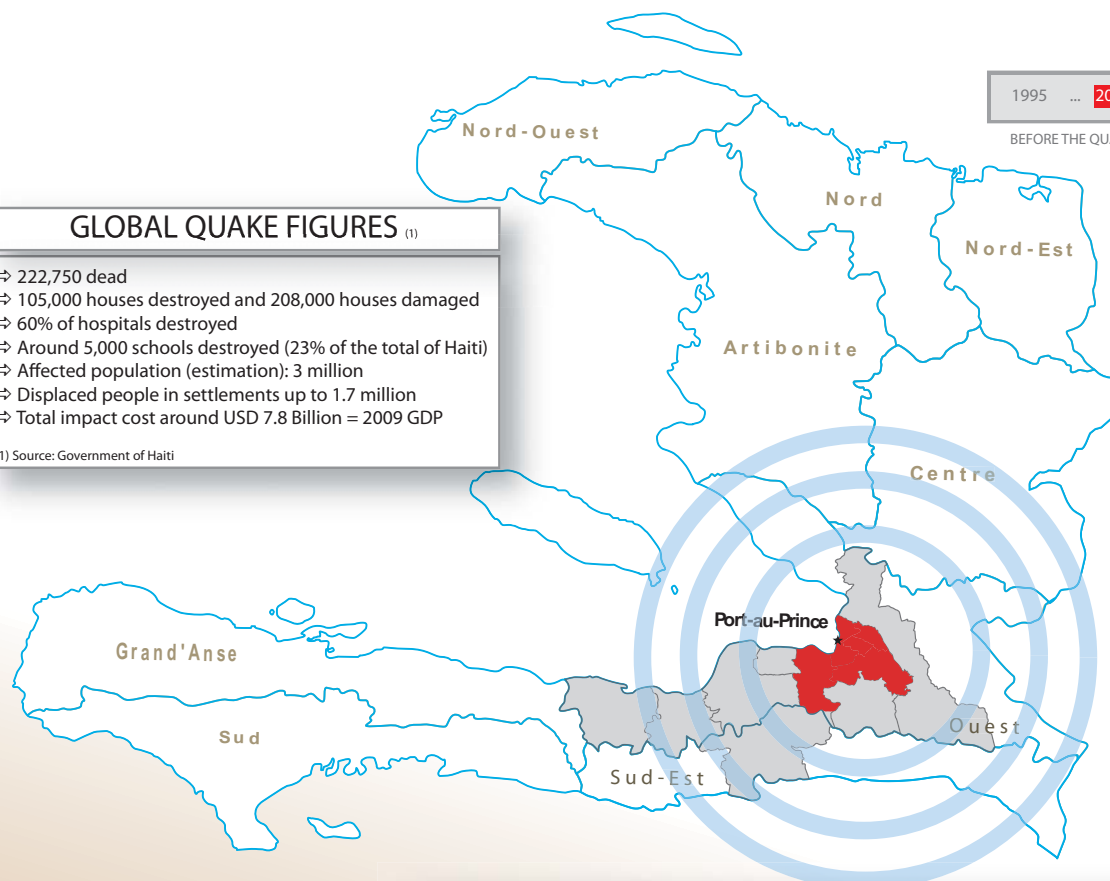 1995 ... 20
BEFORE THE QUA
Nord-Ouest
Nord
Nord-Est
GLOBAL QUAKE FIGURES (1)
⇨ 222,750 dead
⇨ 105,000 houses destroyed and 208,000 houses damaged
⇨ 60% of hospitals destroyed
⇨ Around 5,000 schools destroyed (23% of the total of Haiti)
⇨ Affected population (estimation): 3 million
⇨ Displaced people in settlements up to 1.7 million
⇨ Total impact cost around USD 7.8 Billion = 2009 GDP
1) Source: Government of Haiti
Artibonite
Centre
Port-au-Prince
Grand'Anse
Sud
Ouest
Sud-Est